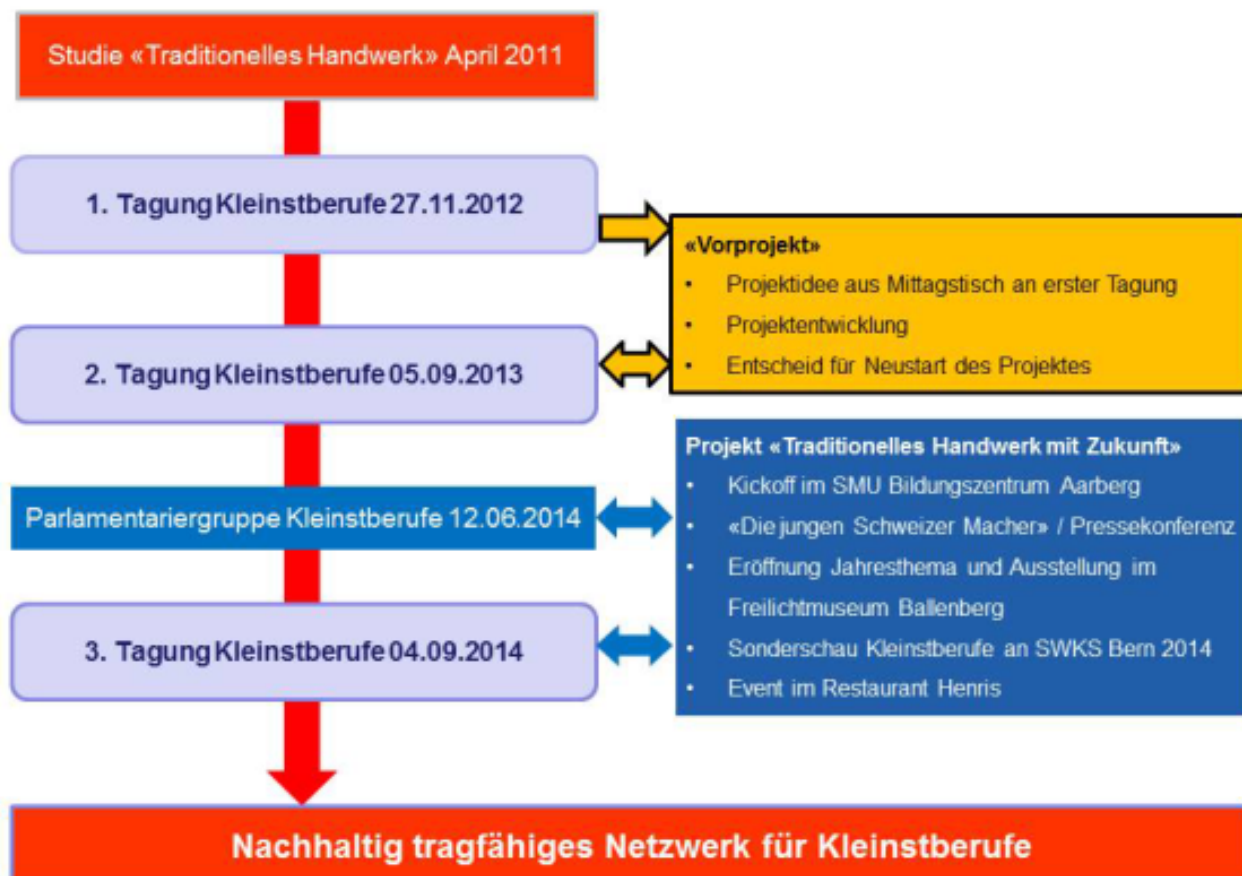 Studie «Traditionelles Handwerk» April 2011
1. Tagung Kleinstberufe 27.11.2012
«Vorprojekt»
• Projektidee aus Mittagstisch an erster Tagung
• Projektentwicklung
• Entscheid für Neustart des Projektes
2. Tagung Kleinstberufe 05.09.2013
Projekt «Traditionelles Handwerk mit Zukunft»
• Kickoff im SMU Bildungszentrum Aarberg
• «Die jungen Schweizer Macher» / Pressekonferenz
• Eröffnung Jahresthema und Ausstellung im
Freilichtmuseum Ballenberg
• Sonderschau Kleinstberufe an SWKS Bern 2014
• Event im Restaurant Henris
Parlamentariergruppe Kleinstberufe 12.06.2014
3. Tagung Kleinstberufe 04.09.2014
Nachhaltig tragfähiges Netzwerk für Kleinstberufe